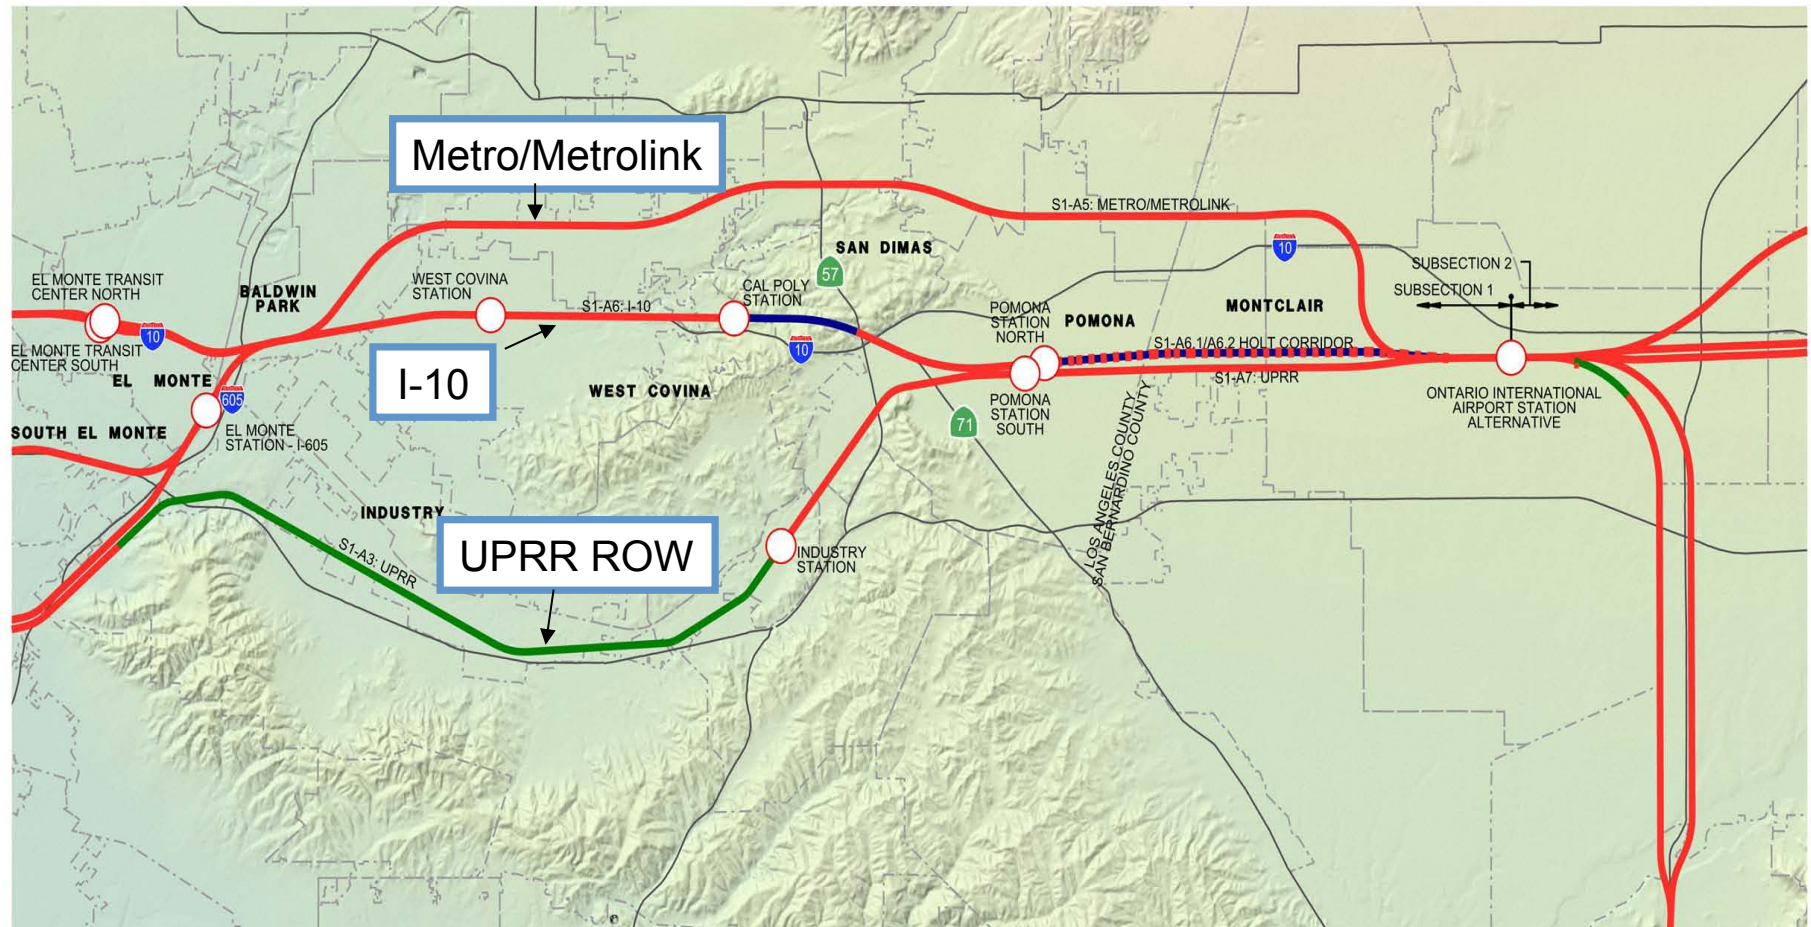 Metro/Metrolink
S1-A5: METRO/METROLINK
SAN DIMAS
10
57
SUBSECTION 2
SUBSECTION 1
EL MONTE TRANSIT
CENTER NORTH
BALDWIN
PARK
WEST COVINA
STATION
S1-A6: I-10
CAL POLY
STATION
POMONA
STATION
NORTH
POMONA
MONTCLAIR
10
10
EL MONTE TRANSIT
CENTER SOUTH
S1-A6.1/A6.2 HOLT CORRIDOR
S1-A7: UPRR
EL MONTE
605
I-10
WEST COVINA
POMONA
STATION
SOUTH
71
ONTARIO INTERNATIONAL
AIRPORT STATION
ALTERNATIVE
SOUTH EL MONTE
EL MONTE
STATION - I-605
LOS ANGELES COUNTY
SAN BERNARDINO COUNTY
INDUSTRY
S1-A3: UPRR
UPRR ROW
INDUSTRY
STATION